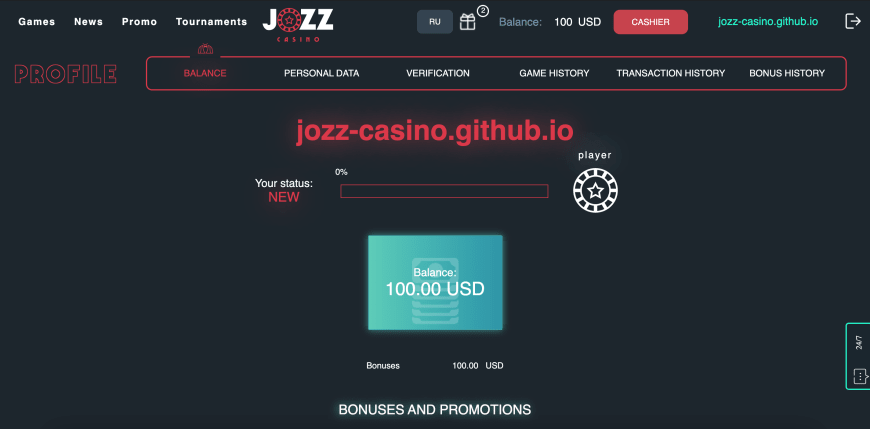 Games News Promo Tournaments JOZZ casino RU 2 Balance: 100 USD CASHIER jozz-casino.github.io
PROFILE BALANCE PERSONAL DATA VERIFICATION GAME HISTORY TRANSACTION HISTORY BONUS HISTORY
jozz-casino.github.io
player
0%
Your status:
NEW
Balance:
100.00 USD
24/7
Bonuses 100.00 USD
BONUSES AND PROMOTIONS